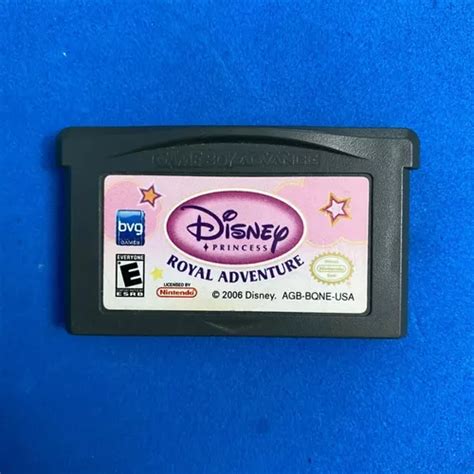 GAME BOY ADVANCE
bvg
GAMES
DISNEY
PRINCESS
ROYAL ADVENTURE
EVERYONE
E
ESRB
LICENSED BY
Nintendo
© 2006 Disney. AGB-BQNE-USA